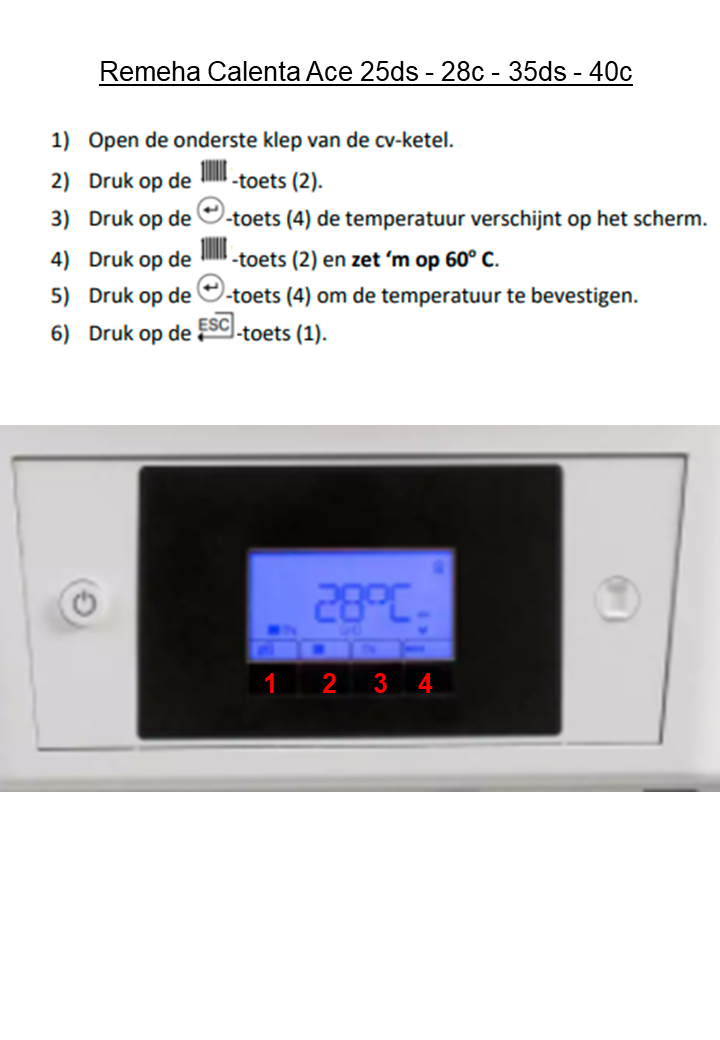 Remeha Calenta Ace 25ds - 28c - 35ds - 40c
1) Open de onderste klep van de cv-ketel.
2) Druk op de -toets (2).
3) Druk op de -toets (4) de temperatuur verschijnt op het scherm.
4) Druk op de -toets (2) en zet ‘m op 60° C.
5) Druk op de -toets (4) om de temperatuur te bevestigen.
6) Druk op de ESC-toets (1).
28°C
1 2 3 4